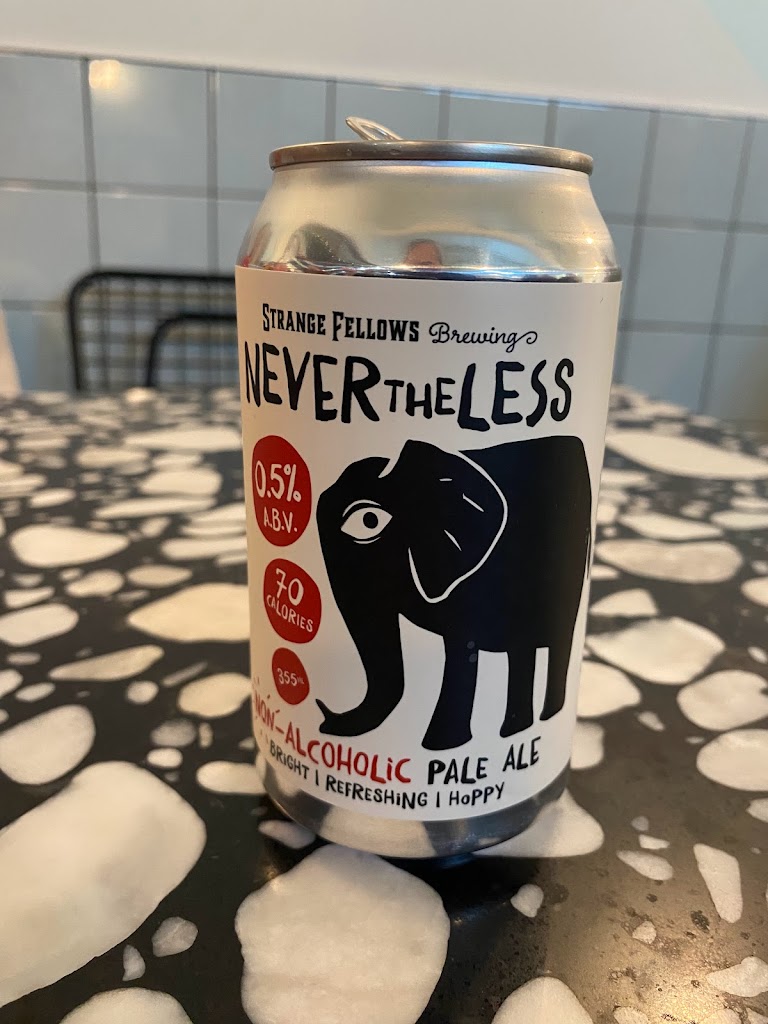 STRANGE FELLOWS Brewing
NEVERTHELESS
0.5%
A.B.V.
70
CALORIES
355ML
NON-ALCOHOLIC PALE ALE
BRIGHT | REFRESHING | HOPPY